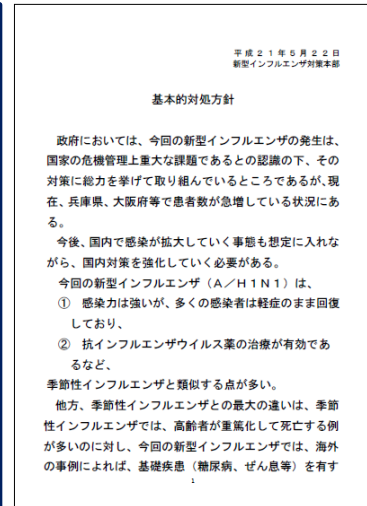 平成２１年５月２２日
新型インフルエンザ対策本部
基本的対処方針
政府においては、今回の新型インフルエンザの発生は、
国家の危機管理上重大な課題であるとの認識の下、その
対策に総力を挙げて取り組んでいるところであるが、現
在、兵庫県、大阪府等で患者数が急増している状況にあ
る。
今後、国内で感染が拡大していく事態も想定に入れな
がら、国内対策を強化していく必要がある。
今回の新型インフルエンザ（Ａ／Ｈ１Ｎ１）は、
① 感染力は強いが、多くの感染者は軽症のまま回復
しており、
② 抗インフルエンザウイルス薬の治療が有効であ
るなど、
季節性インフルエンザと類似する点が多い。
他方、季節性インフルエンザとの最大の違いは、季節
性インフルエンザでは、高齢者が重篤化して死亡する例
が多いのに対し、今回の新型インフルエンザでは、海外
の事例によれば、基礎疾患（糖尿病、ぜん息等）を有す
1